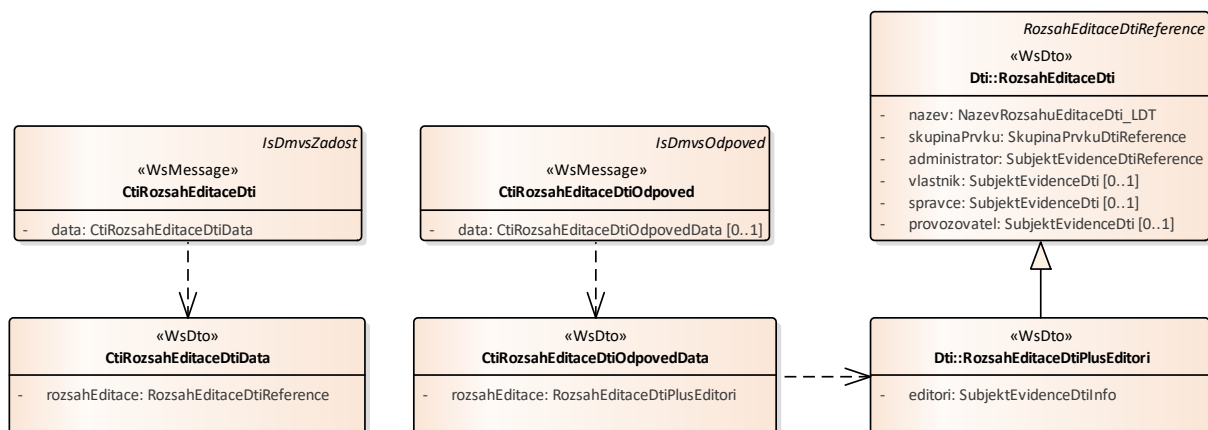 IsDmvsZadost
«WsMessage»
CtiRozsahEditaceDti
- data: CtiRozsahEditaceDtiData
IsDmvsOdpoved
«WsMessage»
CtiRozsahEditaceDtiOdpoved
- data: CtiRozsahEditaceDtiOdpovedData [0..1]
RozsahEditaceDtiReference
«WsDto»
Dti::RozsahEditaceDti
- nazev: NazevRozsahuEditaceDti_LDT
- skupinaPrvku: SkupinaPrvkuDtiReference
- administrator: SubjektEvidenceDtiReference
- vlastnik: SubjektEvidenceDti [0..1]
- spravce: SubjektEvidenceDti [0..1]
- provozovatel: SubjektEvidenceDti [0..1]
«WsDto»
CtiRozsahEditaceDtiData
- rozsahEditace: RozsahEditaceDtiReference
«WsDto»
CtiRozsahEditaceDtiOdpovedData
- rozsahEditace: RozsahEditaceDtiPlusEditori
«WsDto»
Dti::RozsahEditaceDtiPlusEditori
- editori: SubjektEvidenceDtiInfo